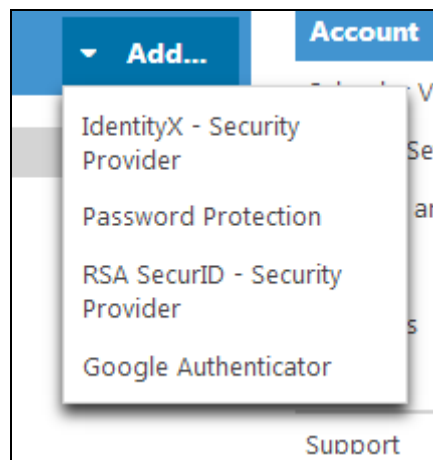 Add...
Account
IdentityX - Security
Provider
Password Protection
RSA SecurID - Security
Provider
Google Authenticator
Support